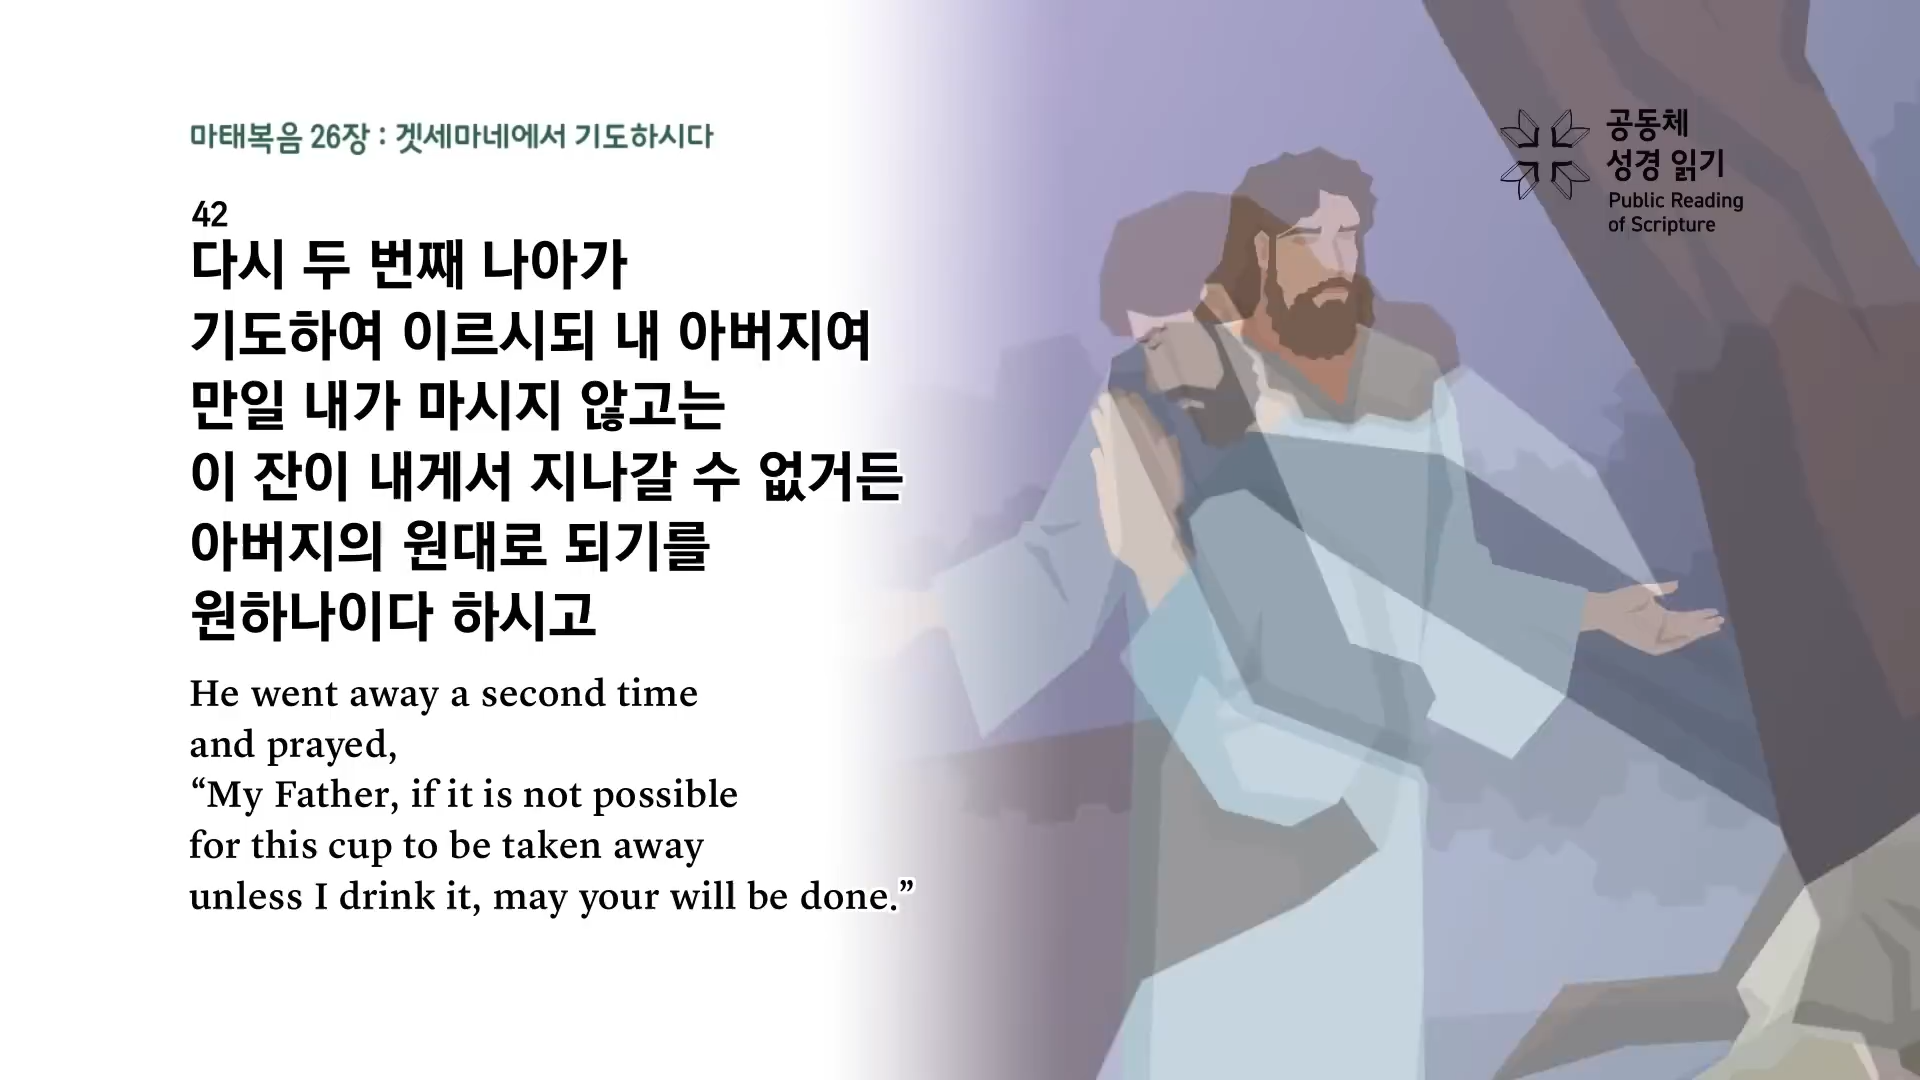 마태복음 26장 : 겟세마네에서 기도하시다
공동체
성경 읽기
Public Reading
of Scripture
42
다시 두 번째 나아가
기도하여 이르시되 내 아버지여
만일 내가 마시지 않고는
이 잔이 내게서 지나갈 수 없거든
아버지의 원대로 되기를
원하나이다 하시고
He went away a second time
and prayed,
“My Father, if it is not possible
for this cup to be taken away
unless I drink it, may your will be done.”